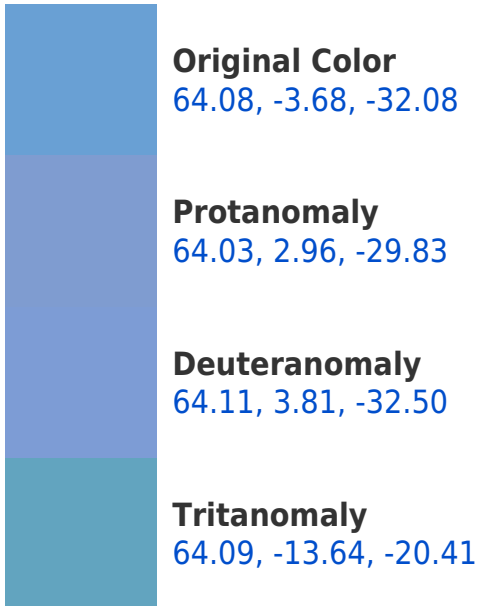 Original Color
64.08, -3.68, -32.08
Protanomaly
64.03, 2.96, -29.83
Deuteranomaly
64.11, 3.81, -32.50
Tritanomaly
64.09, -13.64, -20.41